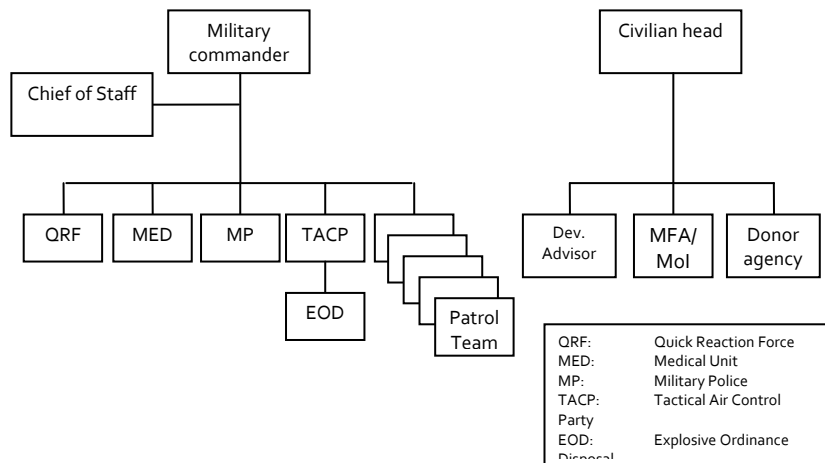 Military
commander
Civilian head
Chief of Staff
QRF
MED
MP
TACP
EOD
Patrol
Team
Dev.
Advisor
MFA/
MoI
Donor
agency
QRF: Quick Reaction Force
MED: Medical Unit
MP: Military Police
TACP: Tactical Air Control
Party
EOD: Explosive Ordinance
Disposal